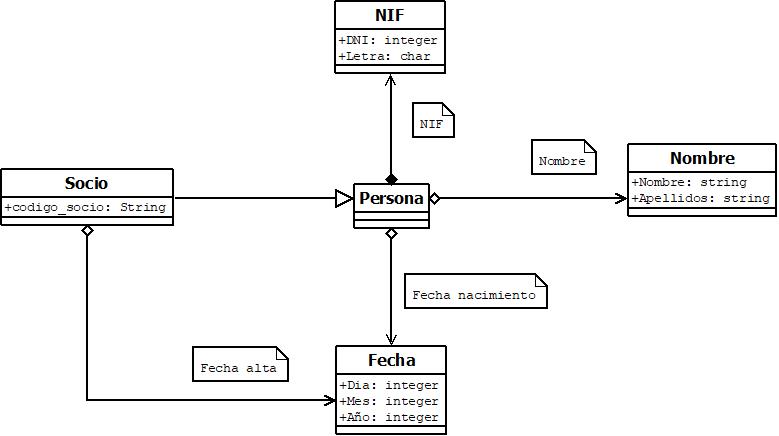 NIF
+DNI: integer
+Letra: char
NIF
Nombre
Nombre
+Nombre: string
+Apellidos: string
Socio
+codigo_socio: String
Persona
Fecha nacimiento
Fecha alta
Fecha
+Dia: integer
+Mes: integer
+Año: integer